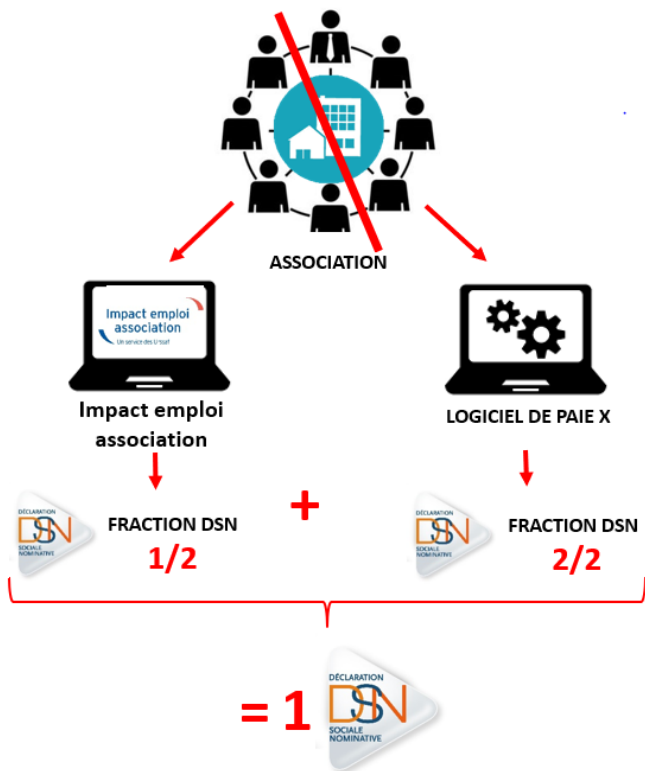 ASSOCIATION
Impact emploi
association
Un service des Urssaf
Impact emploi
association
LOGICIEL DE PAIE X
DÉCLARATION
DSN
SOCIALE
NOMINATIVE
FRACTION DSN
1/2
+
DÉCLARATION
DSN
SOCIALE
NOMINATIVE
FRACTION DSN
2/2
= 1
DÉCLARATION
DSN
SOCIALE
NOMINATIVE